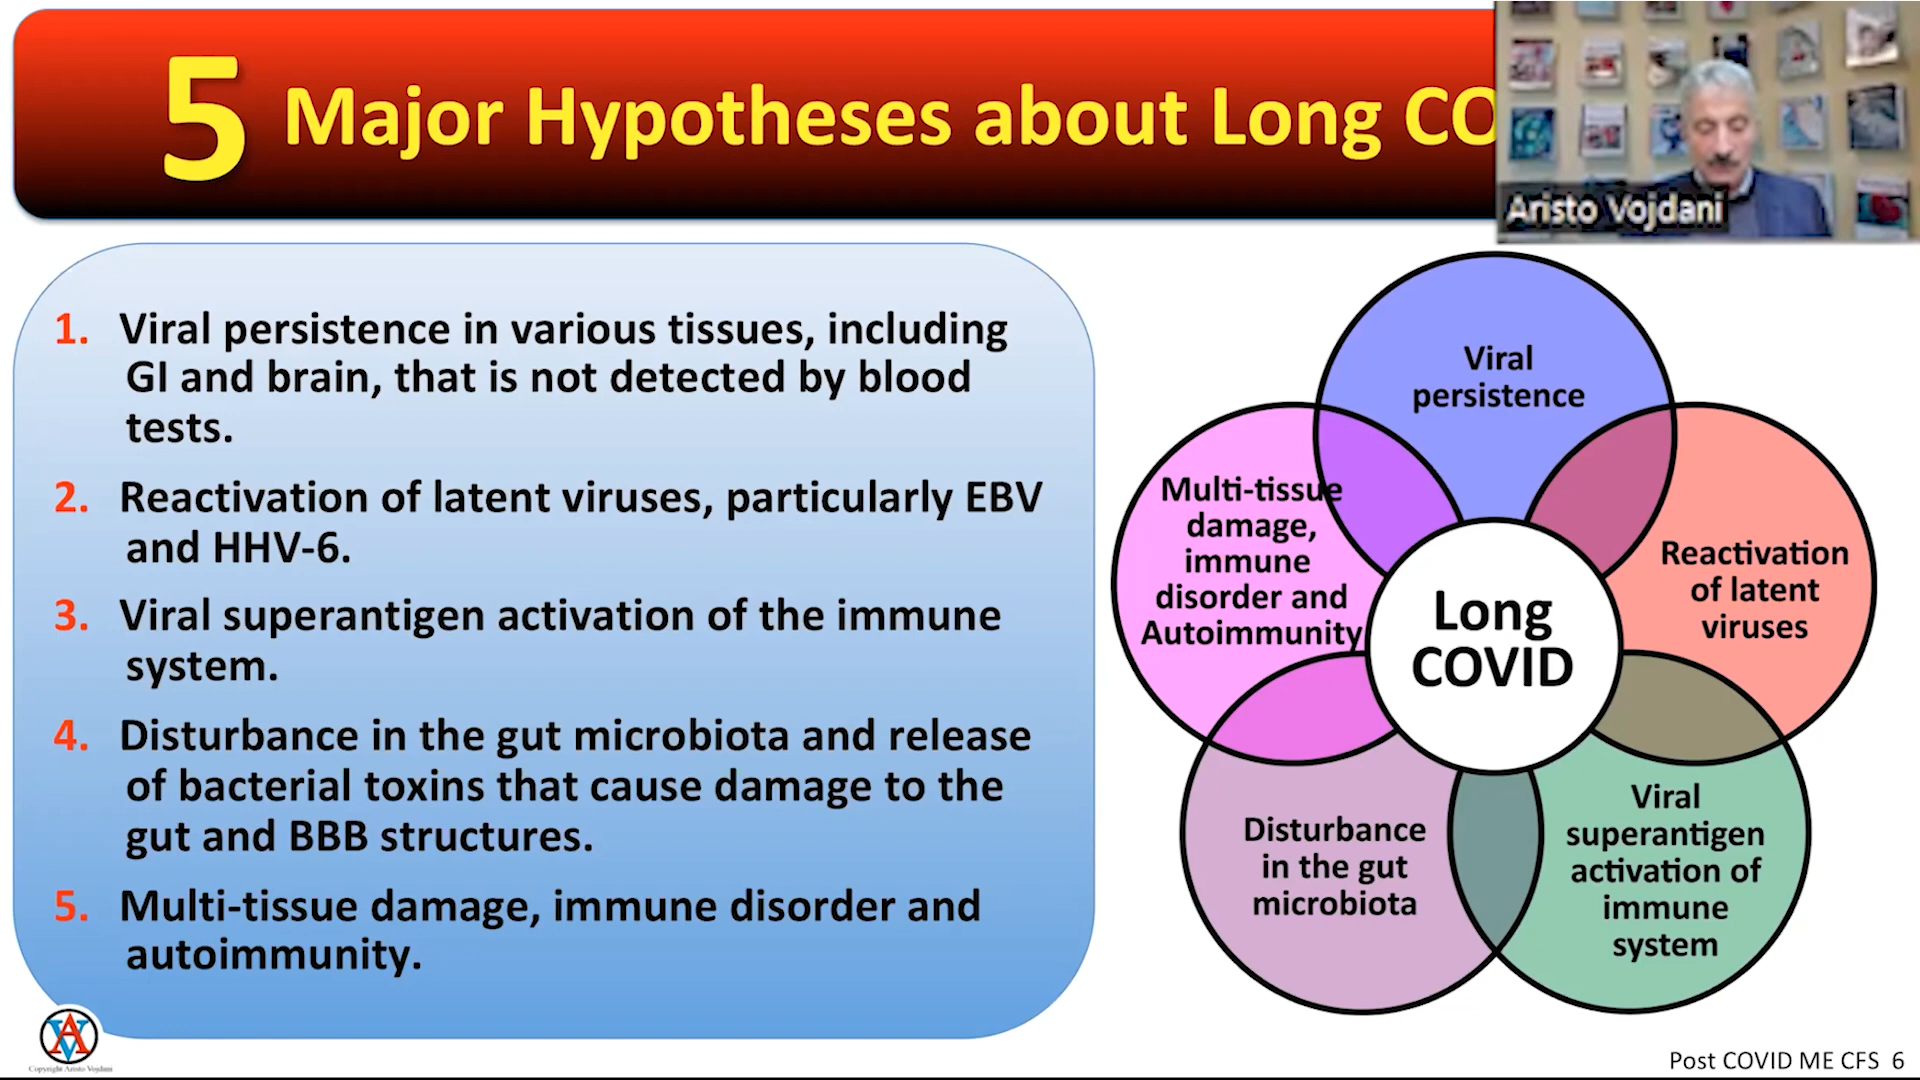 5 Major Hypotheses about Long CO
Aristo Vojdani
1. Viral persistence in various tissues, including
GI and brain, that is not detected by blood
tests.
2. Reactivation of latent viruses, particularly EBV
and HHV-6.
3. Viral superantigen activation of the immune
system.
4. Disturbance in the gut microbiota and release
of bacterial toxins that cause damage to the
gut and BBB structures.
5. Multi-tissue damage, immune disorder and
autoimmunity.
Viral
persistence
Multi-tissue
damage,
immune
disorder and
Autoimmunity
Reactivation
of latent
viruses
Long
COVID
Disturbance
in the gut
microbiota
Viral
superantigen
activation of
immune
system
Copyright Aristo Vojdani
Post COVID ME CFS 6